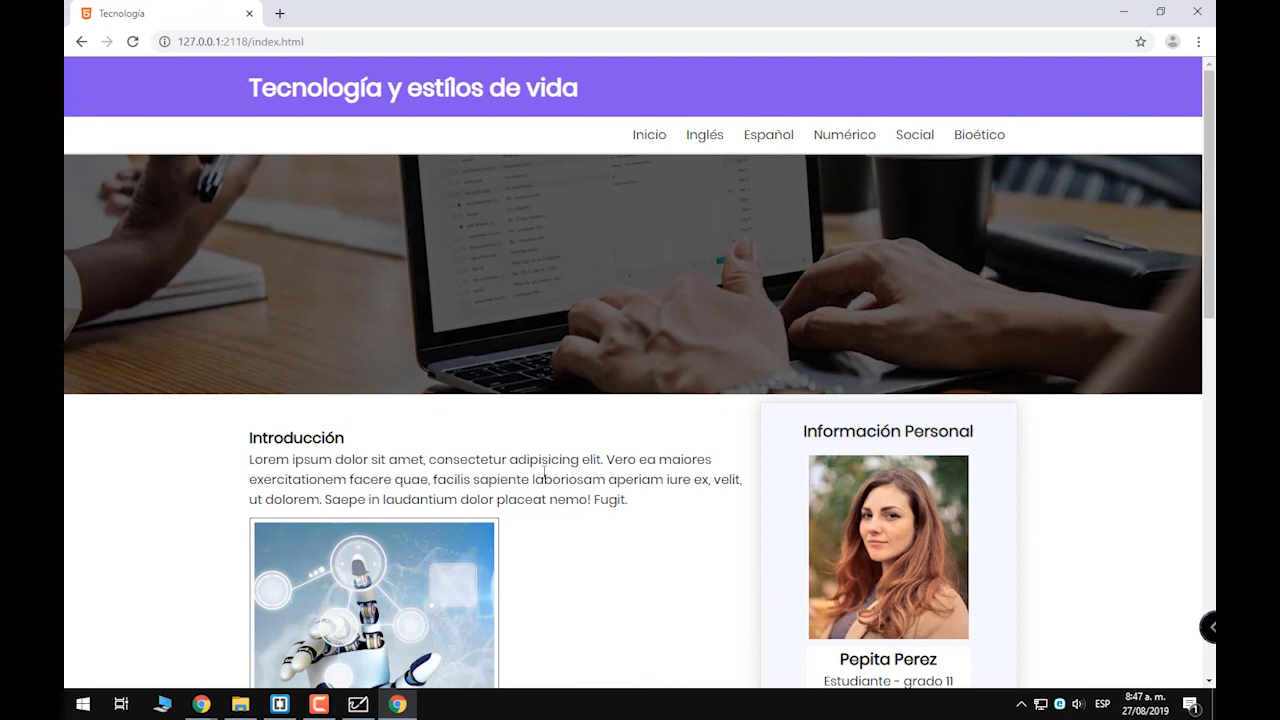 Tecnología
127.0.0.1:2118/index.html
Tecnología y estílos de vida
Inicio Inglés Español Numérico Social Bioético
Introducción
Lorem ipsum dolor sit amet, consectetur adipisicing elit. Vero ea maiores
exercitationem facere quae, facilis sapiente laboriosam aperiam iure ex, velit,
ut dolorem. Saepe in laudantium dolor placeat nemo! Fugit.
Información Personal
Pepita Perez
Estudiante - grado 11
ESP
8:47 a. m.
27/08/2019
1